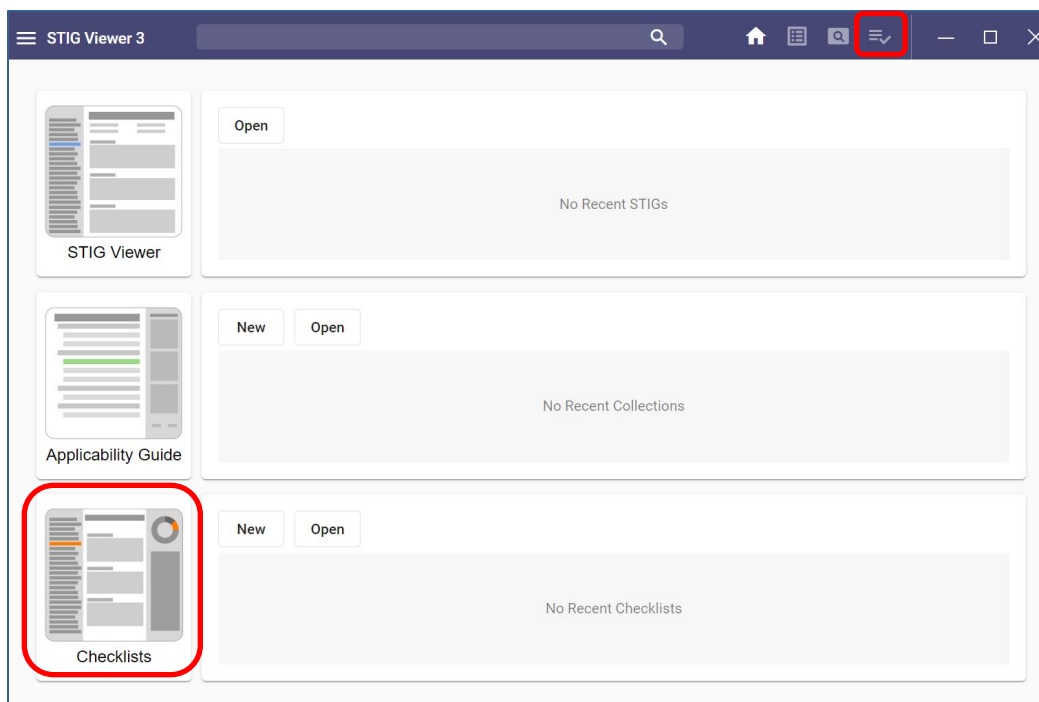 STIG Viewer 3
Open
No Recent STIGs
STIG Viewer
New Open
No Recent Collections
Applicability Guide
New Open
No Recent Checklists
Checklists